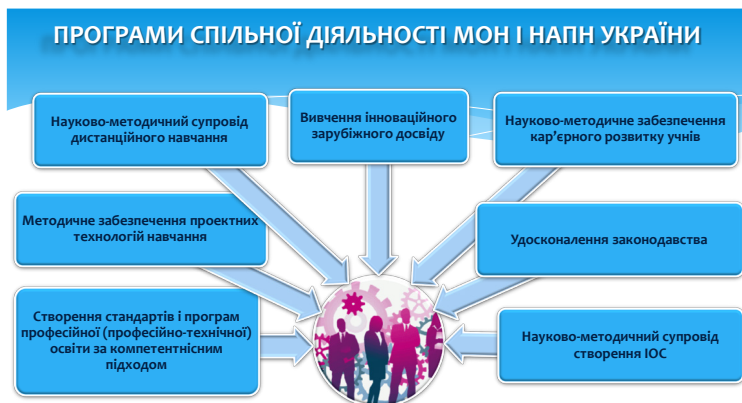 ПРОГРАМИ СПІЛЬНОЇ ДІЯЛЬНОСТІ МОН І НАПН УКРАЇНИ
Науково-методичний супровід
дистанційного навчання
Вивчення інноваційного
зарубіжного досвіду
Науково-методичне забезпечення
кар’єрного розвитку учнів
Методичне забезпечення проектних
технологій навчання
Удосконалення законодавства
Створення стандартів і програм
професійної (професійно-технічної)
освіти за компетентнісним
підходом
Науково-методичний супровід
створення ІОС